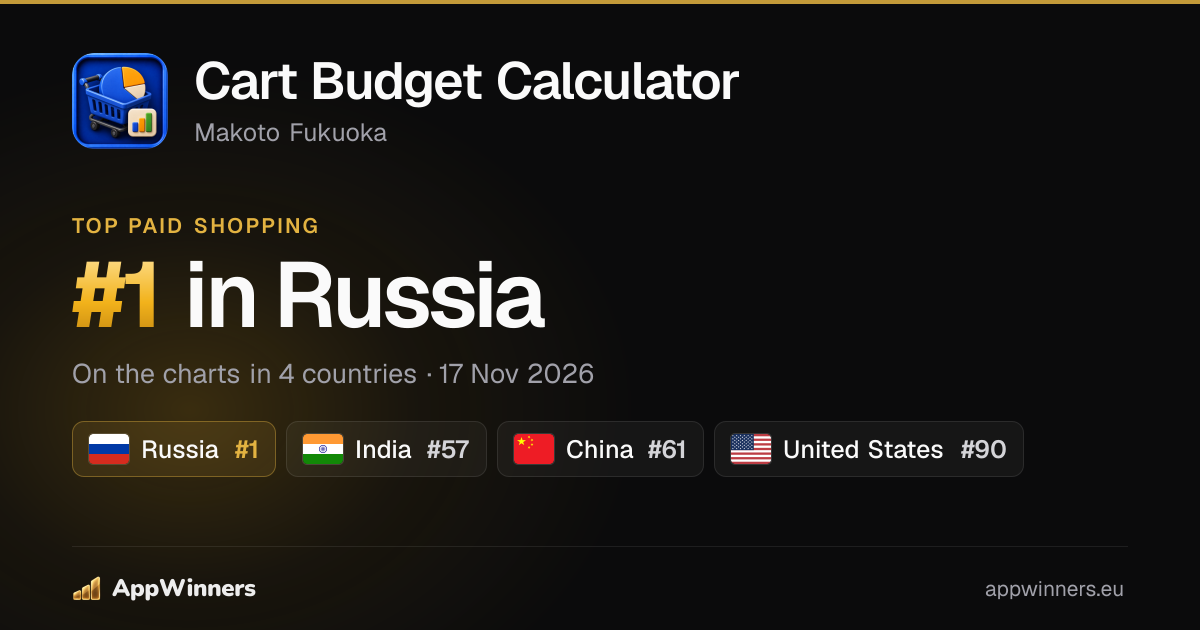 Cart Budget Calculator
Makoto Fukuoka
TOP PAID SHOPPING
#1 in Russia
On the charts in 4 countries · 17 Nov 2026
Russia #1 India #57 China #61 United States #90
AppWinners appwinners.eu